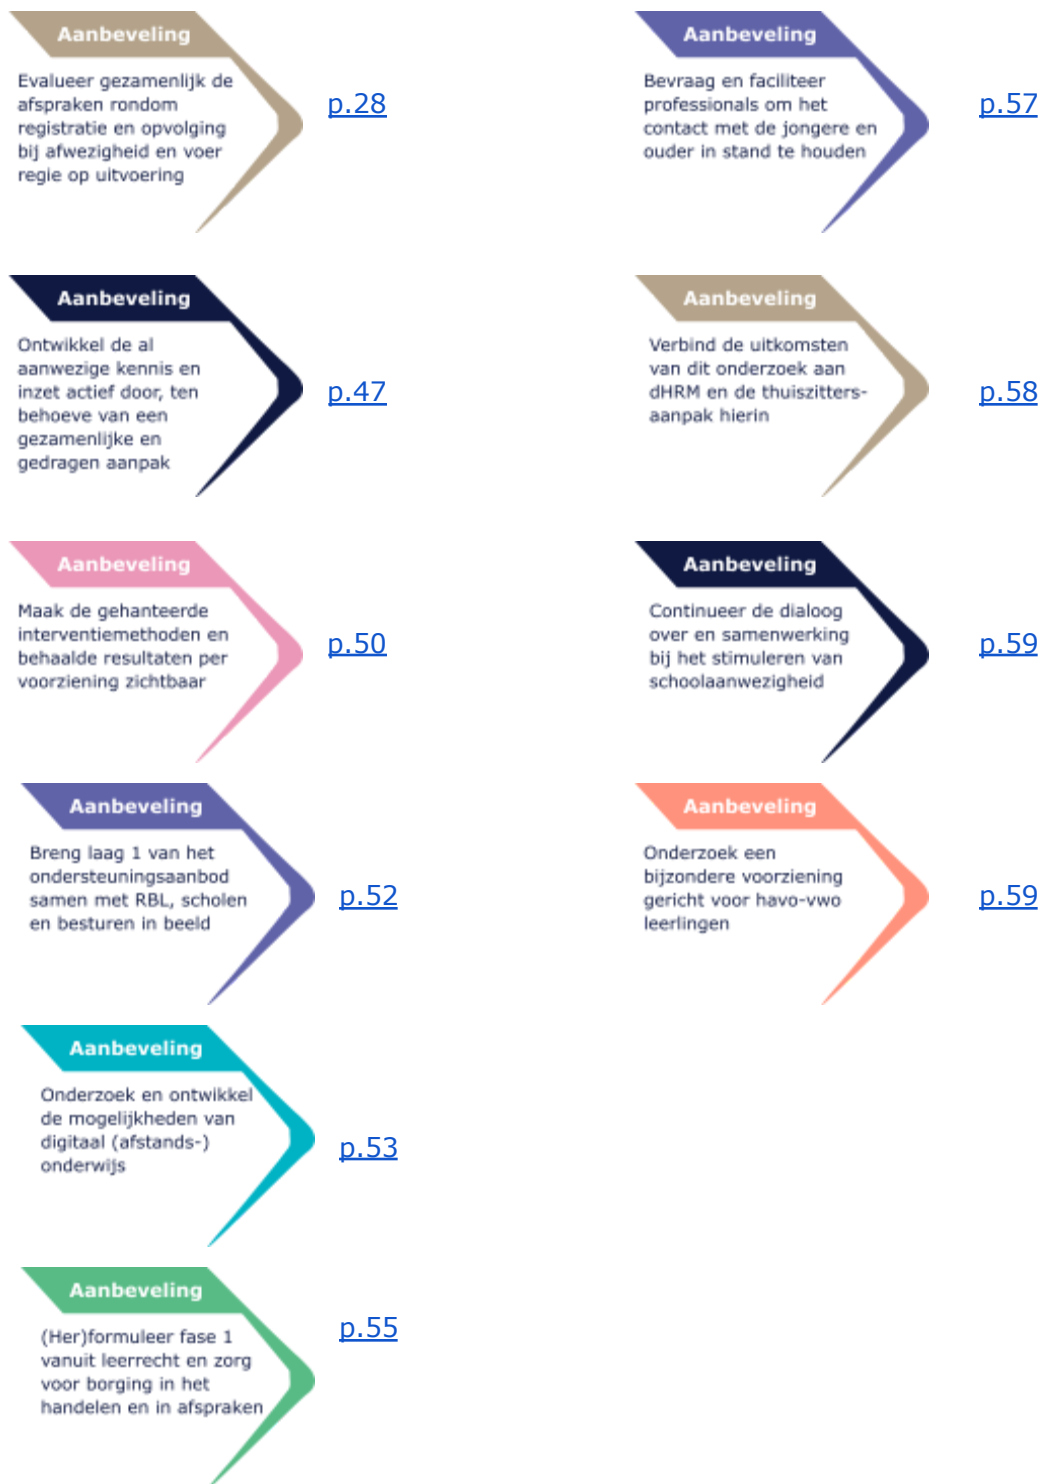 Aanbeveling
Evalueer gezamenlijk de
afspraken rondom
registratie en opvolging
bij afwezigheid en voer
regie op uitvoering
p.28
Aanbeveling
Ontwikkel de al
aanwezige kennis en
inzet actief door, ten
behoeve van een
gezamenlijke en
gedragen aanpak
p.47
Aanbeveling
Maak de gehanteerde
interventiemethoden en
behaalde resultaten per
voorziening zichtbaar
p.50
Aanbeveling
Breng laag 1 van het
ondersteuningsaanbod
samen met RBL, scholen
en besturen in beeld
p.52
Aanbeveling
Onderzoek en ontwikkel
de mogelijkheden van
digitaal (afstands-)
onderwijs
p.53
Aanbeveling
(Her)formuleer fase 1
vanuit leerrecht en zorg
voor borging in het
handelen en in afspraken
p.55
Aanbeveling
Bevraag en faciliteer
professionals om het
contact met de jongere en
ouder in stand te houden
p.57
Aanbeveling
Verbind de uitkomsten
van dit onderzoek aan
dHRM en de thuiszitters-
aanpak hierin
p.58
Aanbeveling
Continueer de dialoog
over en samenwerking
bij het stimuleren van
schoolaanwezigheid
p.59
Aanbeveling
Onderzoek een
bijzondere voorziening
gericht voor havo-vwo
leerlingen
p.59